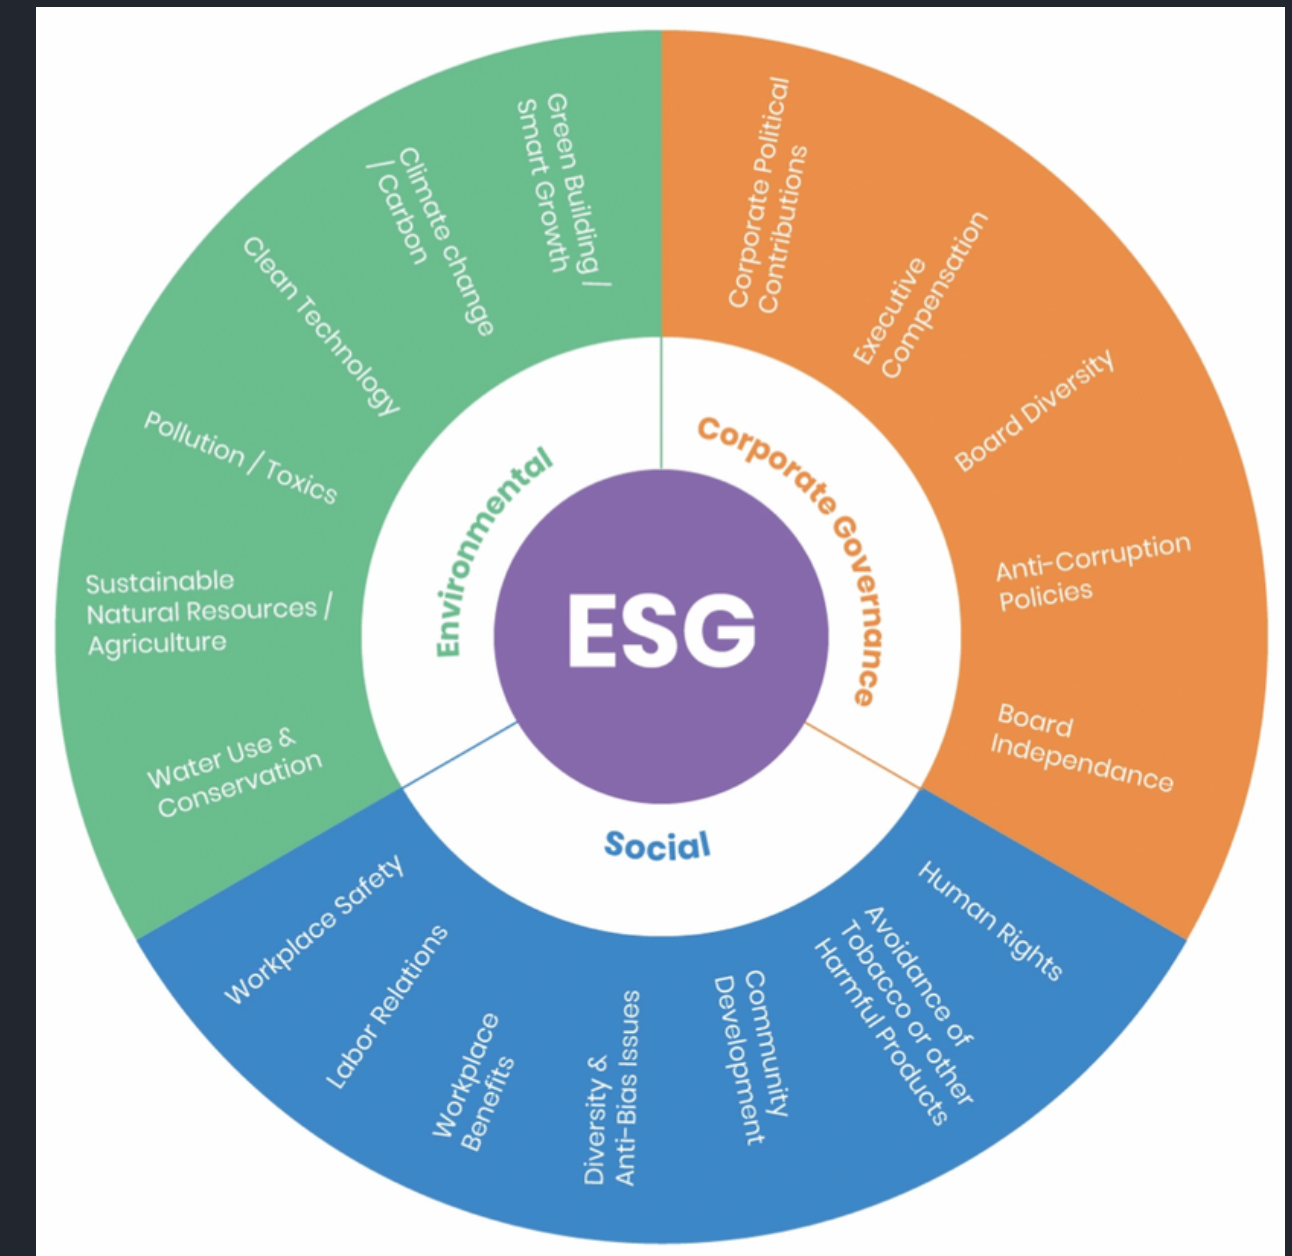 ESG
Environmental
Green Building /
Smart Growth
Climate change
/ Carbon
Clean Technology
Pollution / Toxics
Sustainable
Natural Resources /
Agriculture
Water Use &
Conservation
Corporate Governance
Corporate Political
Contributions
Executive
Compensation
Board Diversity
Anti-Corruption
Policies
Board
Independance
Social
Human Rights
Avoidance of
Tobacco or other
Harmful Products
Community
Development
Diversity &
Anti-Bias Issues
Workplace
Benefits
Labor Relations
Workplace Safety